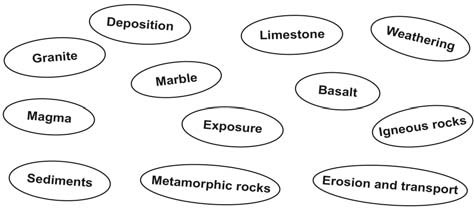 Deposition
Limestone
Weathering
Granite
Marble
Basalt
Magma
Exposure
Igneous rocks
Sediments
Metamorphic rocks
Erosion and transport